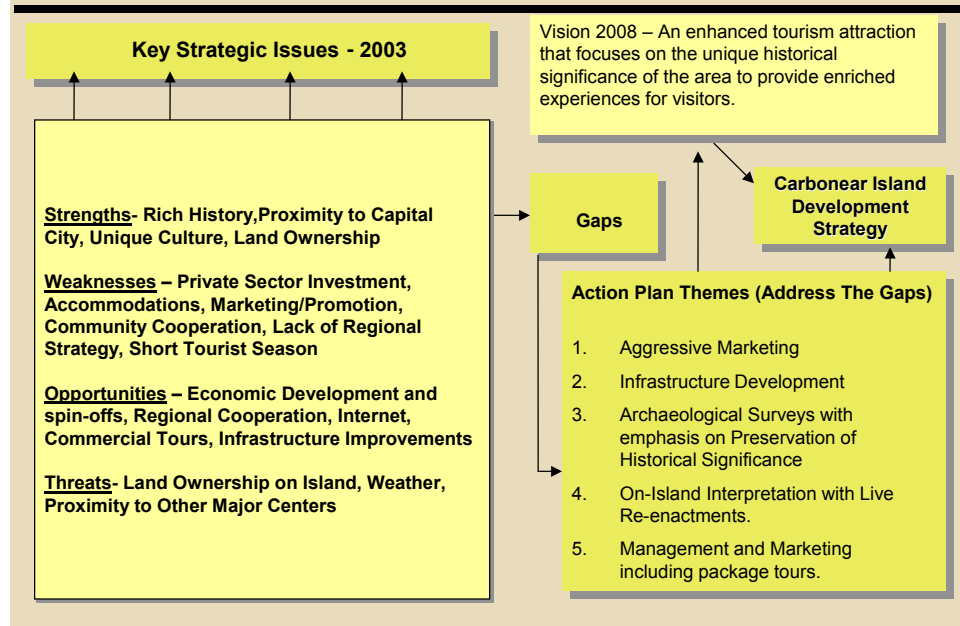 Key Strategic Issues - 2003
Strengths- Rich History,Proximity to Capital
City, Unique Culture, Land Ownership
Weaknesses – Private Sector Investment,
Accommodations, Marketing/Promotion,
Community Cooperation, Lack of Regional
Strategy, Short Tourist Season
Opportunities – Economic Development and
spin-offs, Regional Cooperation, Internet,
Commercial Tours, Infrastructure Improvements
Threats- Land Ownership on Island, Weather,
Proximity to Other Major Centers
Gaps
Vision 2008 – An enhanced tourism attraction
that focuses on the unique historical
significance of the area to provide enriched
experiences for visitors.
Carbonear Island
Development
Strategy
Action Plan Themes (Address The Gaps)
1. Aggressive Marketing
2. Infrastructure Development
3. Archaeological Surveys with
emphasis on Preservation of
Historical Significance
4. On-Island Interpretation with Live
Re-enactments.
5. Management and Marketing
including package tours.